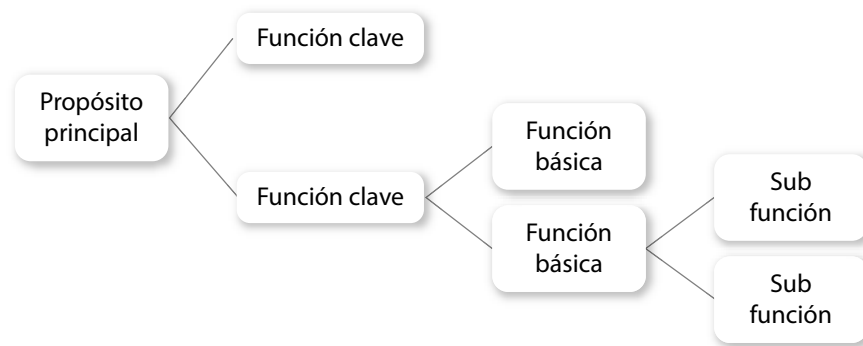 Función clave
Propósito
principal
Función clave
Función
básica
Función
básica
Sub
función
Sub
función